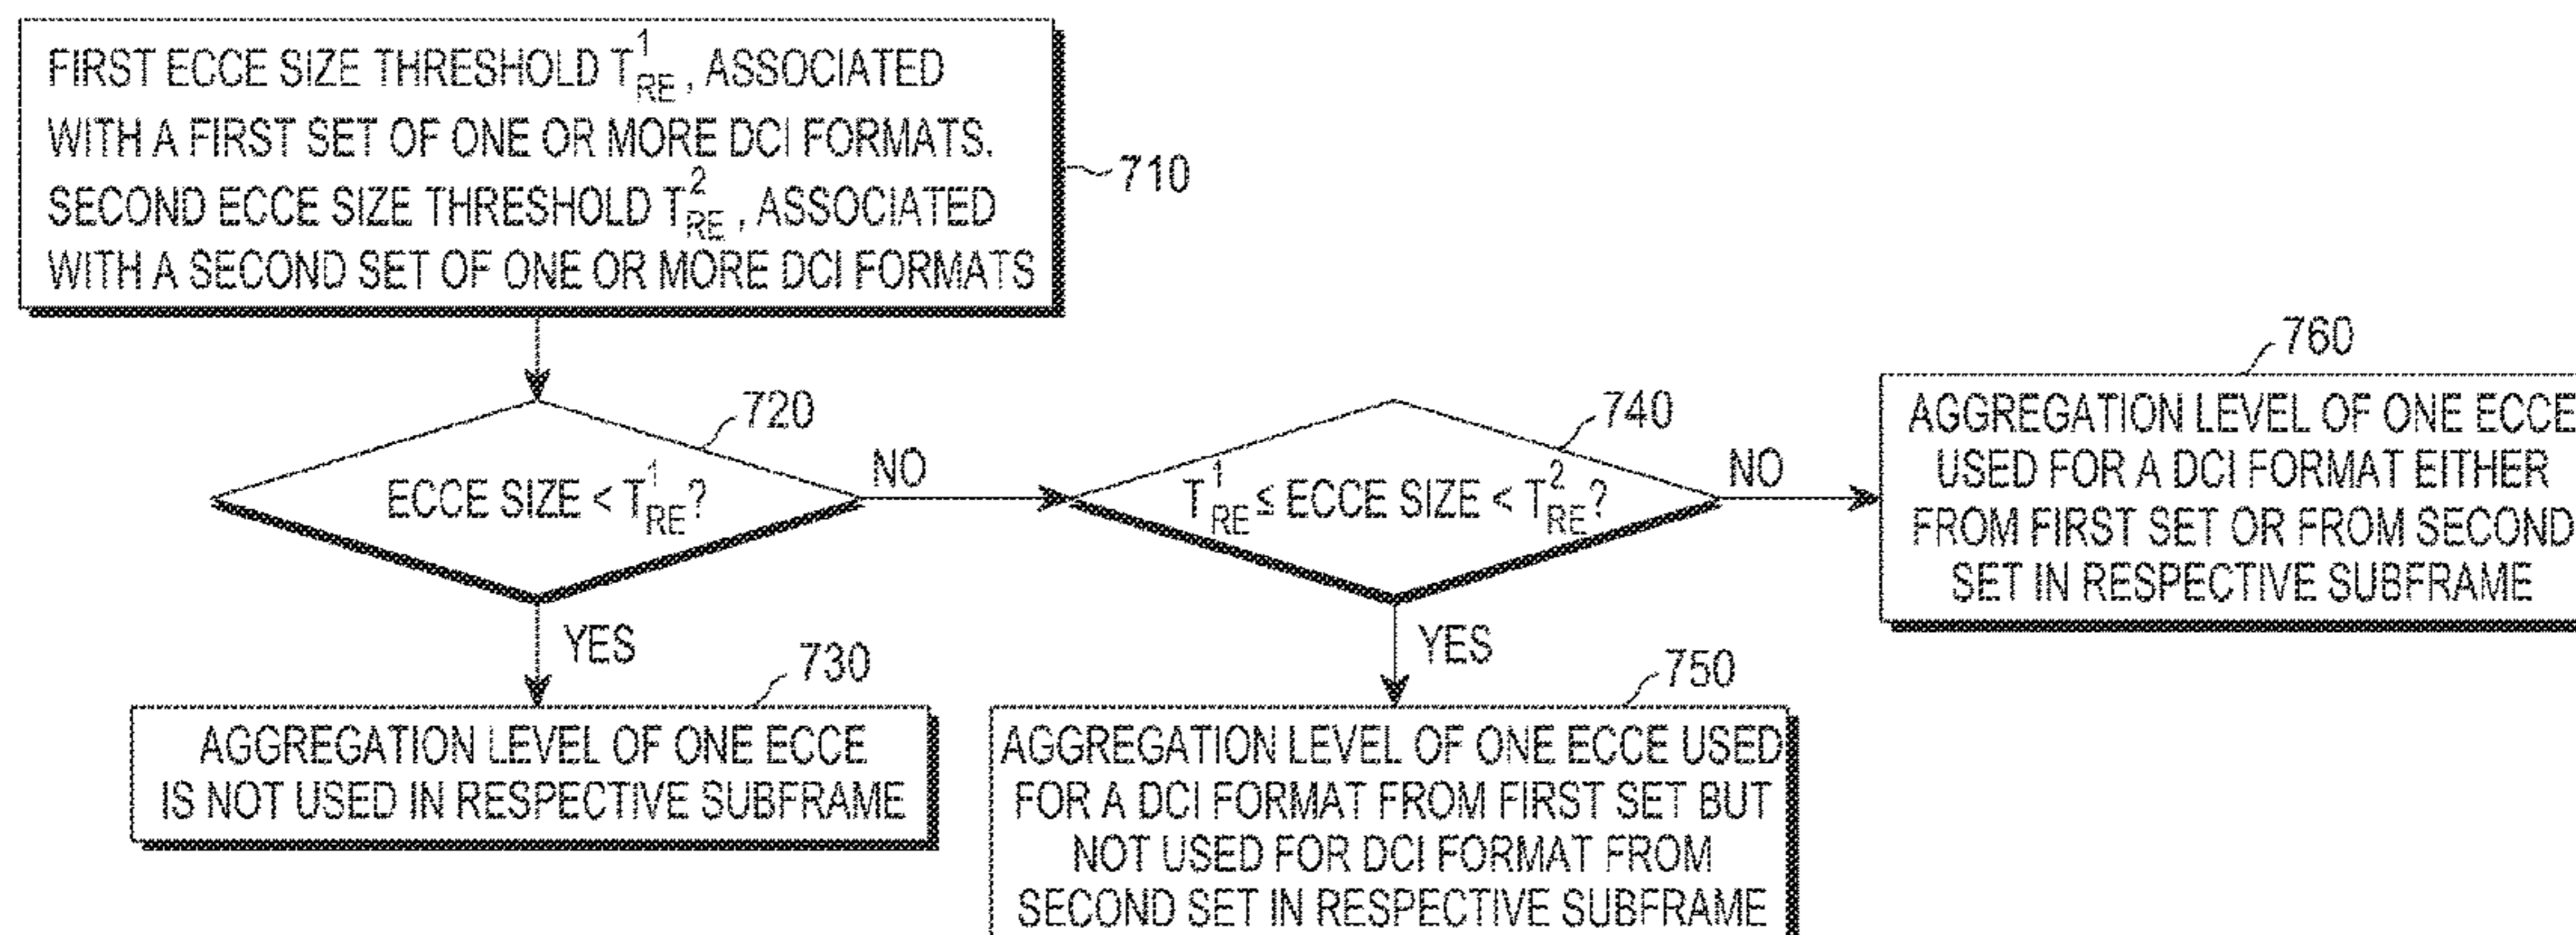 FIRST ECCE SIZE THRESHOLD T¹RE, ASSOCIATED
WITH A FIRST SET OF ONE OR MORE DCI FORMATS.
SECOND ECCE SIZE THRESHOLD T²RE, ASSOCIATED
WITH A SECOND SET OF ONE OR MORE DCI FORMATS
710
720
ECCE SIZE < T¹RE?
NO
YES
730
AGGREGATION LEVEL OF ONE ECCE
IS NOT USED IN RESPECTIVE SUBFRAME
740
T¹RE ≤ ECCE SIZE < T²RE?
NO
YES
750
AGGREGATION LEVEL OF ONE ECCE USED
FOR A DCI FORMAT FROM FIRST SET BUT
NOT USED FOR DCI FORMAT FROM
SECOND SET IN RESPECTIVE SUBFRAME
760
AGGREGATION LEVEL OF ONE ECCE
USED FOR A DCI FORMAT EITHER
FROM FIRST SET OR FROM SECOND
SET IN RESPECTIVE SUBFRAME